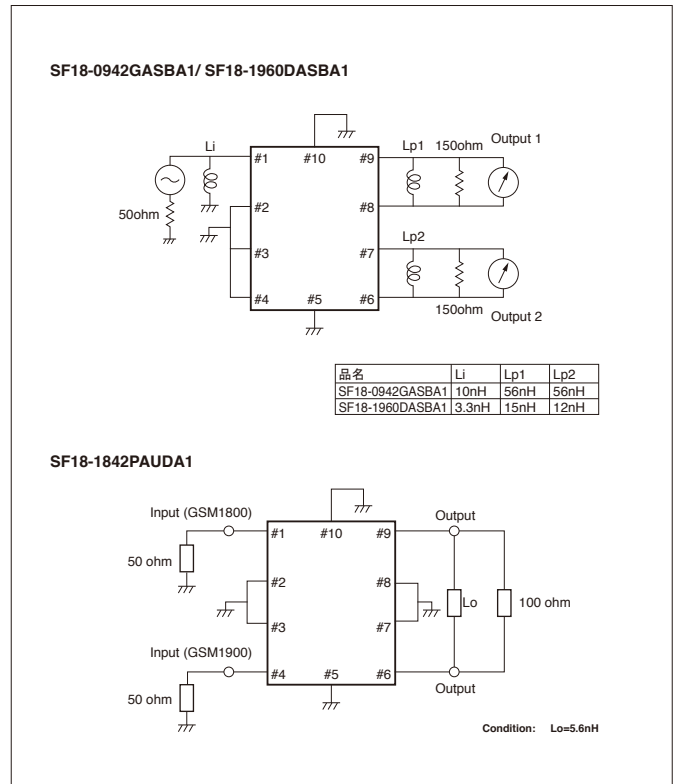 SF18-0942GASBA1/ SF18-1960DASBA1
Li
#1 #10 #9
Lp1 150ohm Output 1
50ohm
#2 #8
#3 #7
Lp2
#4 #5 #6
150ohm Output 2
品名 Li Lp1 Lp2
SF18-0942GASBA1 10nH 56nH 56nH
SF18-1960DASBA1 3.3nH 15nH 12nH
SF18-1842PAUDA1
Input (GSM1800) Output
#1 #10 #9
50 ohm
#2 #8
Lo 100 ohm
#3 #7
Input (GSM1900)
#4 #5 #6
50 ohm
Output
Condition: Lo=5.6nH